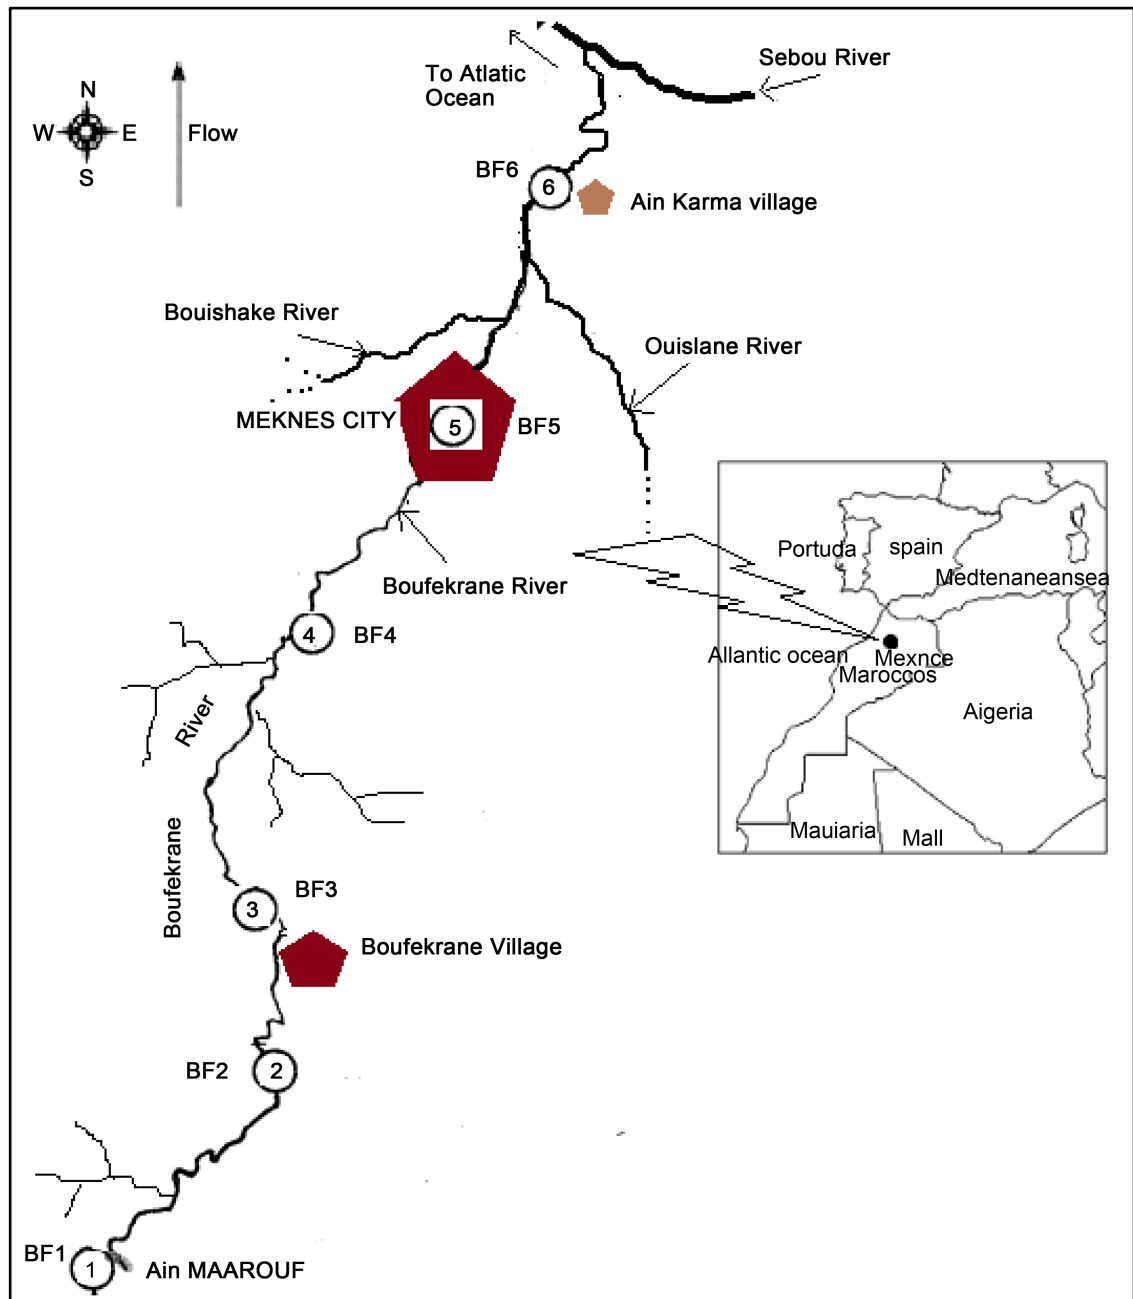 Sebou River
To Atlatic
Ocean
N
W
E
S
Flow
BF6
6
Ain Karma village
Bouishake River
Ouislane River
MEKNES CITY
5
BF5
Boufekrane River
4
BF4
River
Boufekrane
BF3
3
Boufekrane Village
BF2
2
BF1
1
Ain MAAROUF
Portuda
spain
Medtenaneansea
Allantic ocean
Mexnce
Maroccos
Aigeria
Mauiaria
Mall